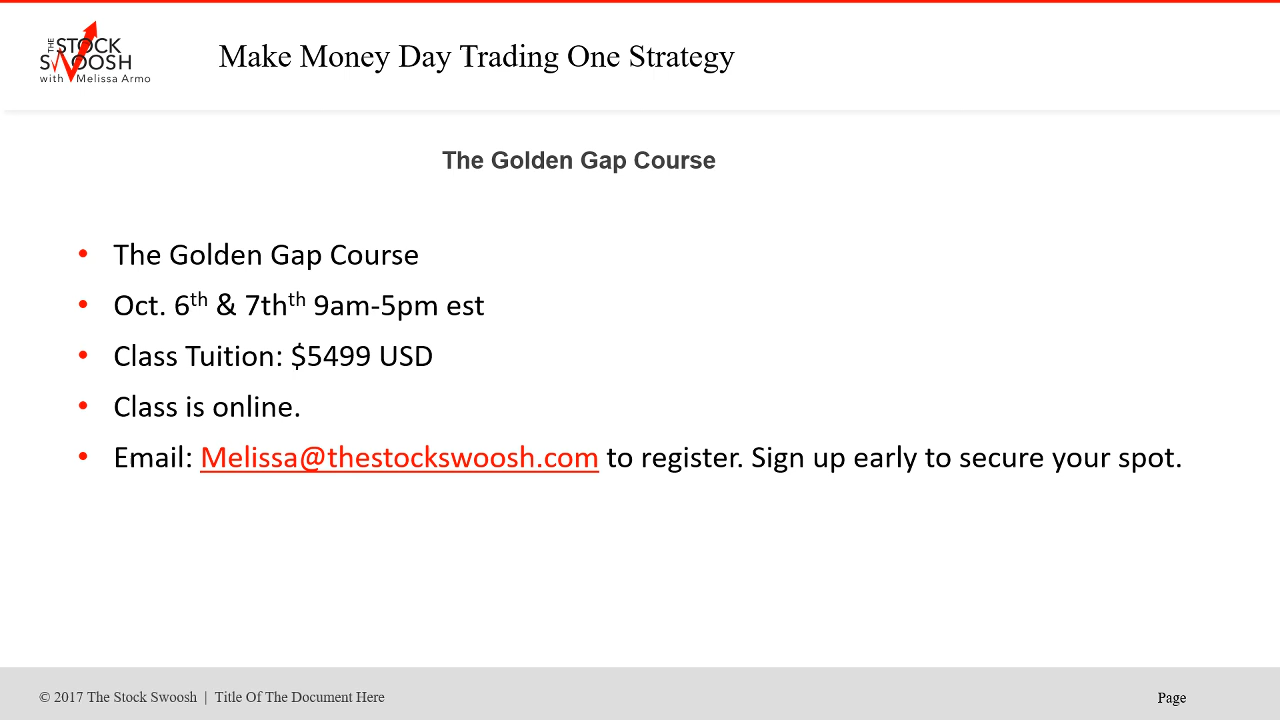 THE STOCK
SWOOSH
with Melissa Armo
Make Money Day Trading One Strategy
The Golden Gap Course
• The Golden Gap Course
• Oct. 6th & 7thth 9am-5pm est
• Class Tuition: $5499 USD
• Class is online.
• Email: Melissa@thestockswoosh.com to register. Sign up early to secure your spot.
© 2017 The Stock Swoosh | Title Of The Document Here
Page